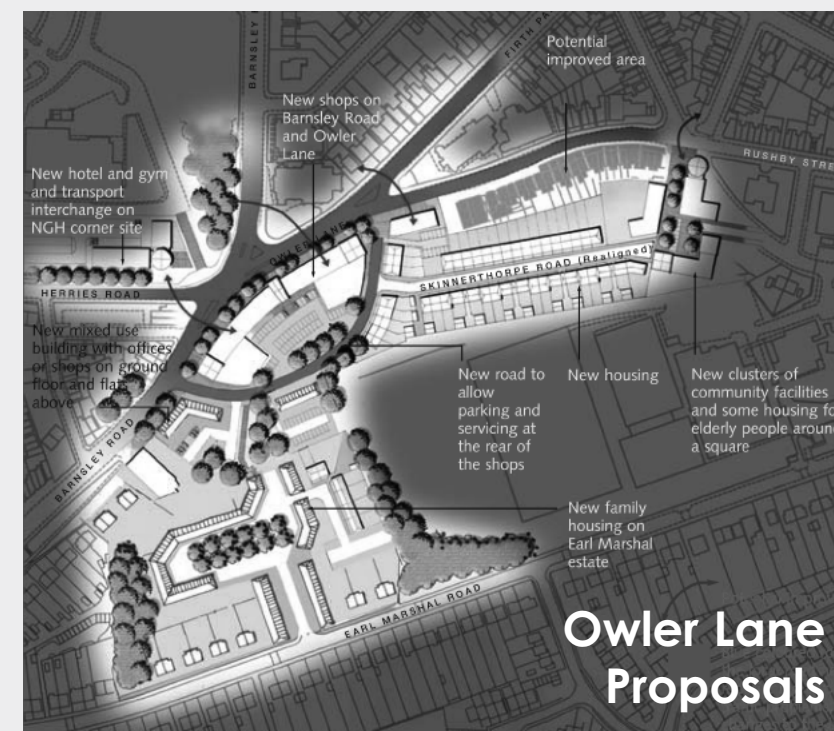 BARNSLEY R
FIRTH PA
Potential
improved area
New shops on
Barnsley Road
and Owler
Lane
RUSHBY STRE
New hotel and gym
and transport
interchange on
NGH corner site
OWLER LANE
SKINNERTHORPE ROAD (Realigned)
HERRIES ROAD
New mixed use
building with offices
or shops on ground
floor and flats
above
BARNSLEY ROAD
New road to
allow
parking and
servicing at
the rear of
the shops
New housing
New clusters of
community facilities
and some housing fo
elderly people around
a square
New family
housing on
Earl Marshal
estate
EARL MARSHAL ROAD
Owler Lane
Proposals